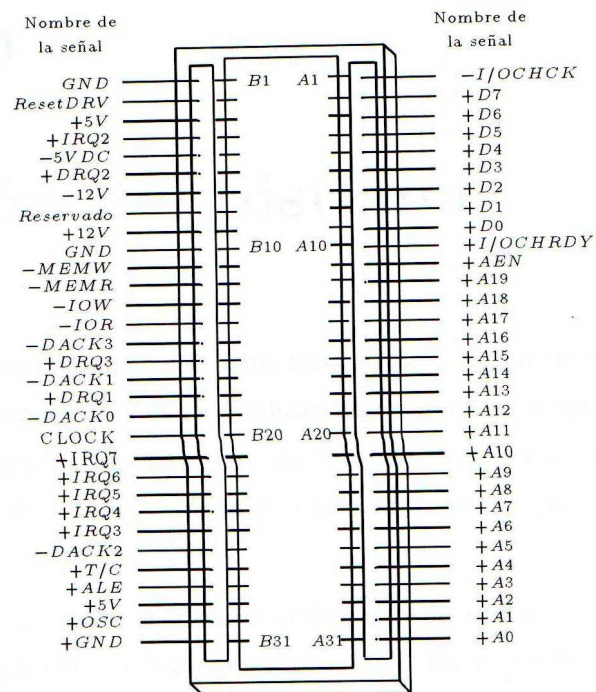 Nombre de
la señal
GND
ResetDRV
+5V
+IRQ2
−5VDC
+DRQ2
−12V
Reservado
+12V
GND
−MEMW
−MEMR
−IOW
−IOR
−DACK3
+DRQ3
−DACK1
+DRQ1
−DACK0
CLOCK
+IRQ7
+IRQ6
+IRQ5
+IRQ4
+IRQ3
−DACK2
+T/C
+ALE
+5V
+OSC
+GND
B1 A1
B10 A10
B20 A20
B31 A31
Nombre de
la señal
−I/OCHCK
+D7
+D6
+D5
+D4
+D3
+D2
+D1
+D0
+I/OCHRDY
+AEN
+A19
+A18
+A17
+A16
+A15
+A14
+A13
+A12
+A11
+A10
+A9
+A8
+A7
+A6
+A5
+A4
+A3
+A2
+A1
+A0